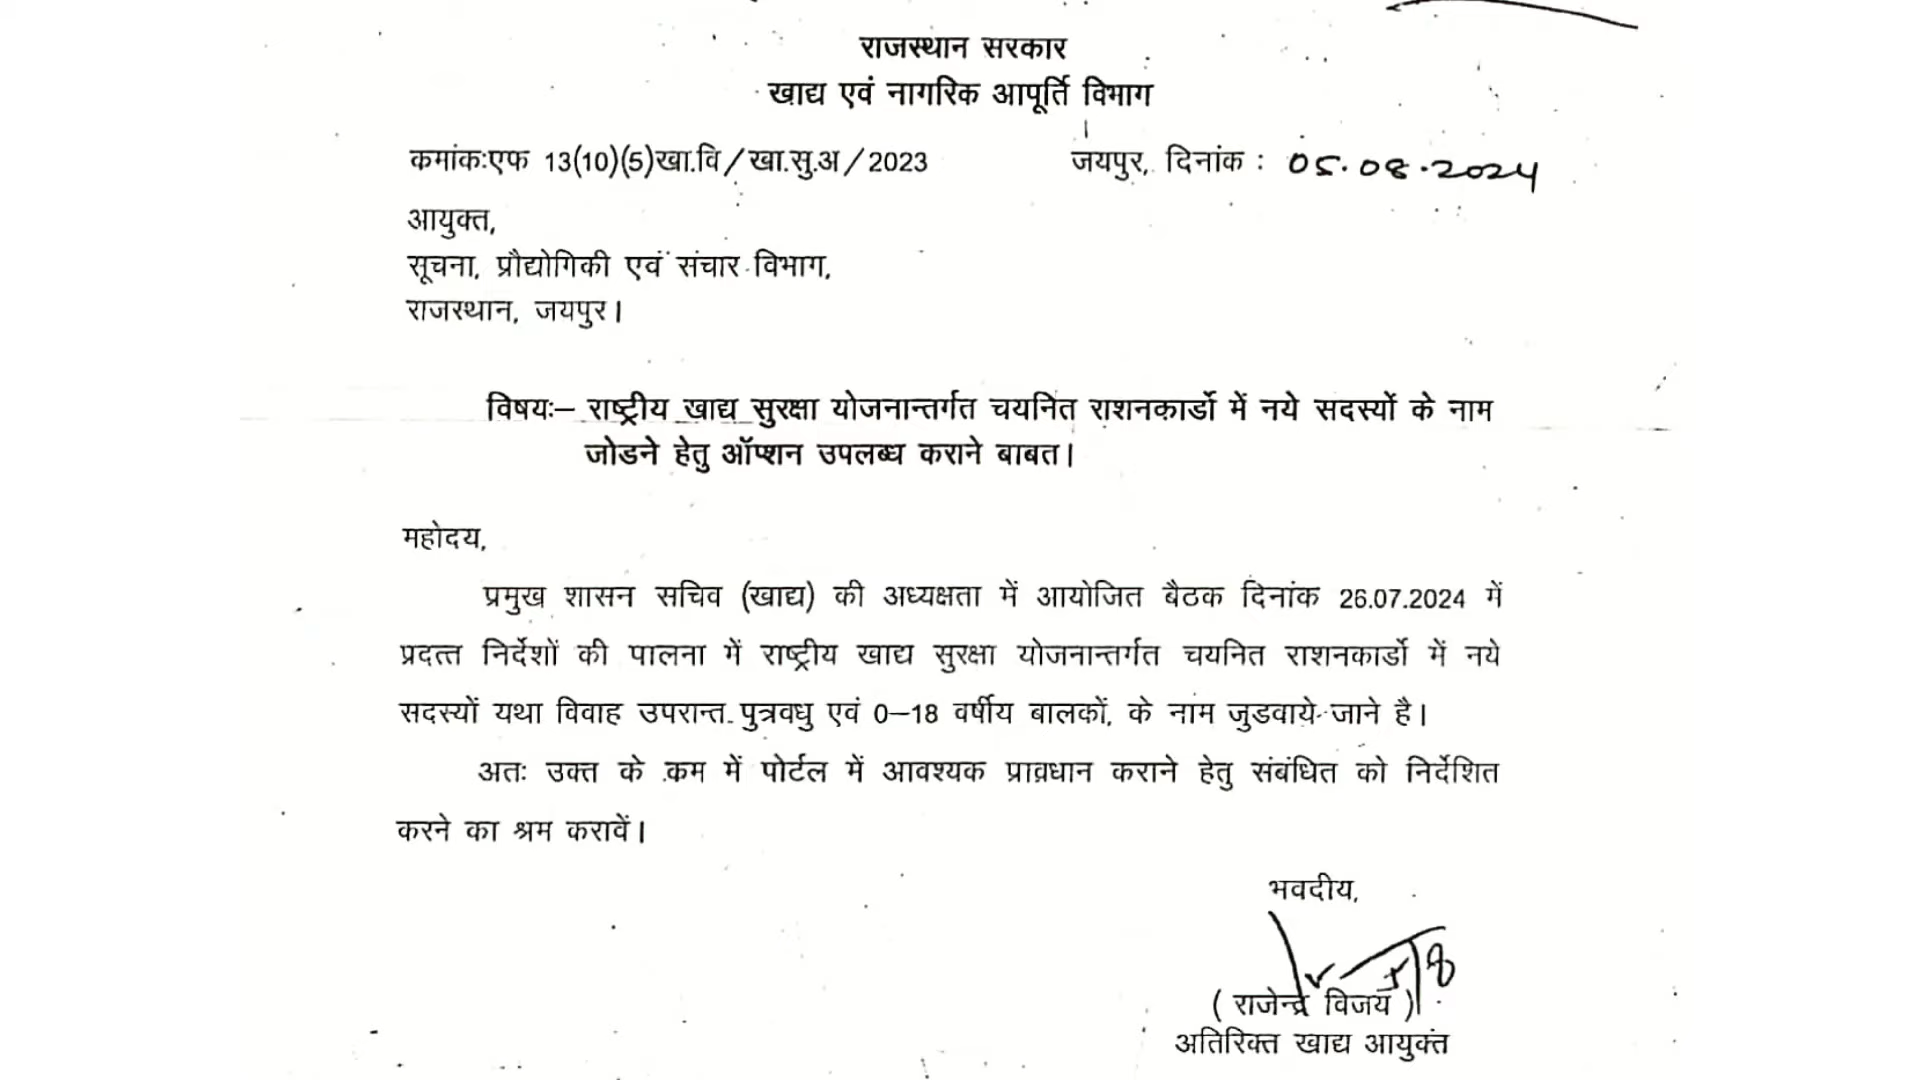 राजस्थान सरकार
खाद्य एवं नागरिक आपूर्ति विभाग
कमांकःएफ 13(10)(5)खा.वि/खा.सु.अ/2023 जयपुर, दिनांक : 05.08.2024
आयुक्त,
सूचना, प्रौद्योगिकी एवं संचार विभाग,
राजस्थान, जयपुर।
विषयः– राष्ट्रीय खाद्य सुरक्षा योजनान्तर्गत चयनित राशनकार्डो में नये सदस्यों के नाम
जोडने हेतु ऑप्शन उपलब्ध कराने बाबत।
महोदय,
प्रमुख शासन सचिव (खाद्य) की अध्यक्षता में आयोजित बैठक दिनांक 26.07.2024 में
प्रदत्त निर्देशों की पालना में राष्ट्रीय खाद्य सुरक्षा योजनान्तर्गत चयनित राशनकार्डो में नये
सदस्यों यथा विवाह उपरान्त पुत्रवधु एवं 0–18 वर्षीय बालकों, के नाम जुडवाये जाने है।
अतः उक्त के कम में पोर्टल में आवश्यक प्रावधान कराने हेतु संबंधित को निर्देशित
करने का श्रम करावें।
भवदीय,
( राजेन्द्र विजय )
अतिरिक्त खाद्य आयुक्त